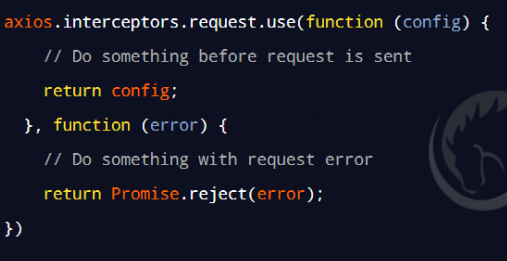 axios.interceptors.request.use(function (config) {
// Do something before request is sent
return config;
}, function (error) {
// Do something with request error
return Promise.reject(error);
})